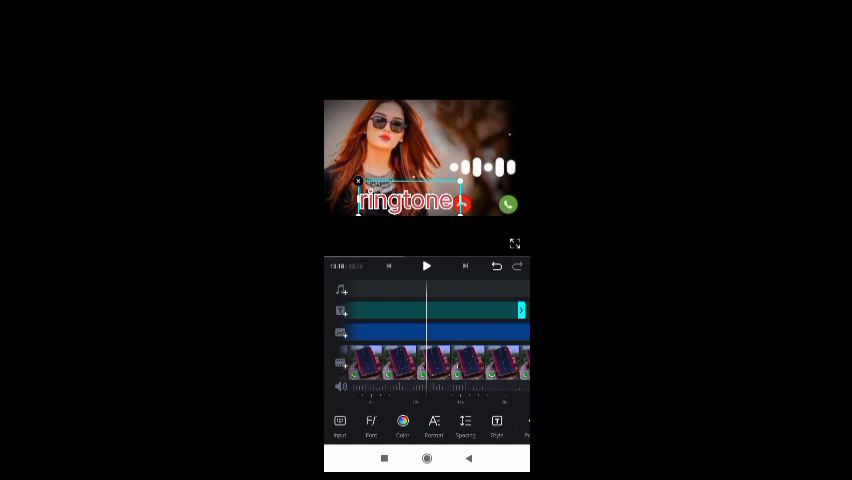 ringtone
Input
Font
Color
Format
Spacing
Style